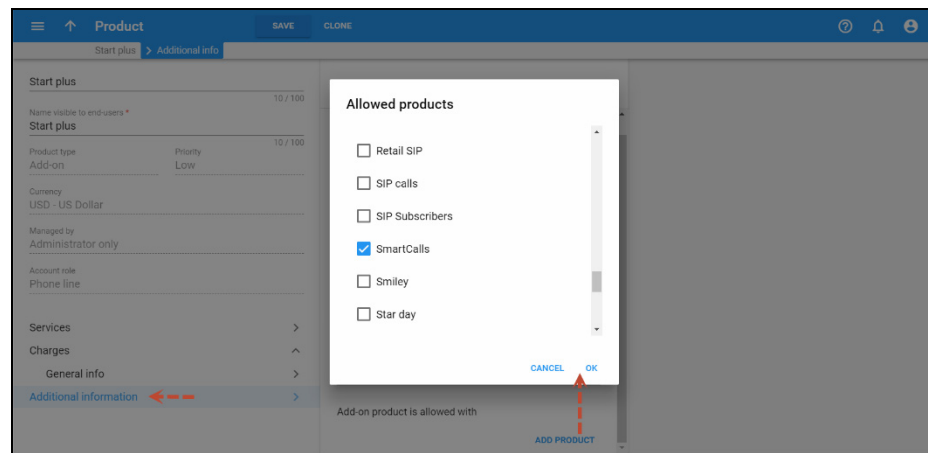 Product SAVE CLONE
Start plus Additional info
Start plus
10 / 100
Name visible to end-users *
Start plus
10 / 100
Product type Priority
Add-on Low
Currency
USD - US Dollar
Managed by
Administrator only
Account role
Phone line
Services
Charges
General info
Additional information
Allowed products
Retail SIP
SIP calls
SIP Subscribers
SmartCalls
Smiley
Star day
CANCEL OK
Add-on product is allowed with
ADD PRODUCT